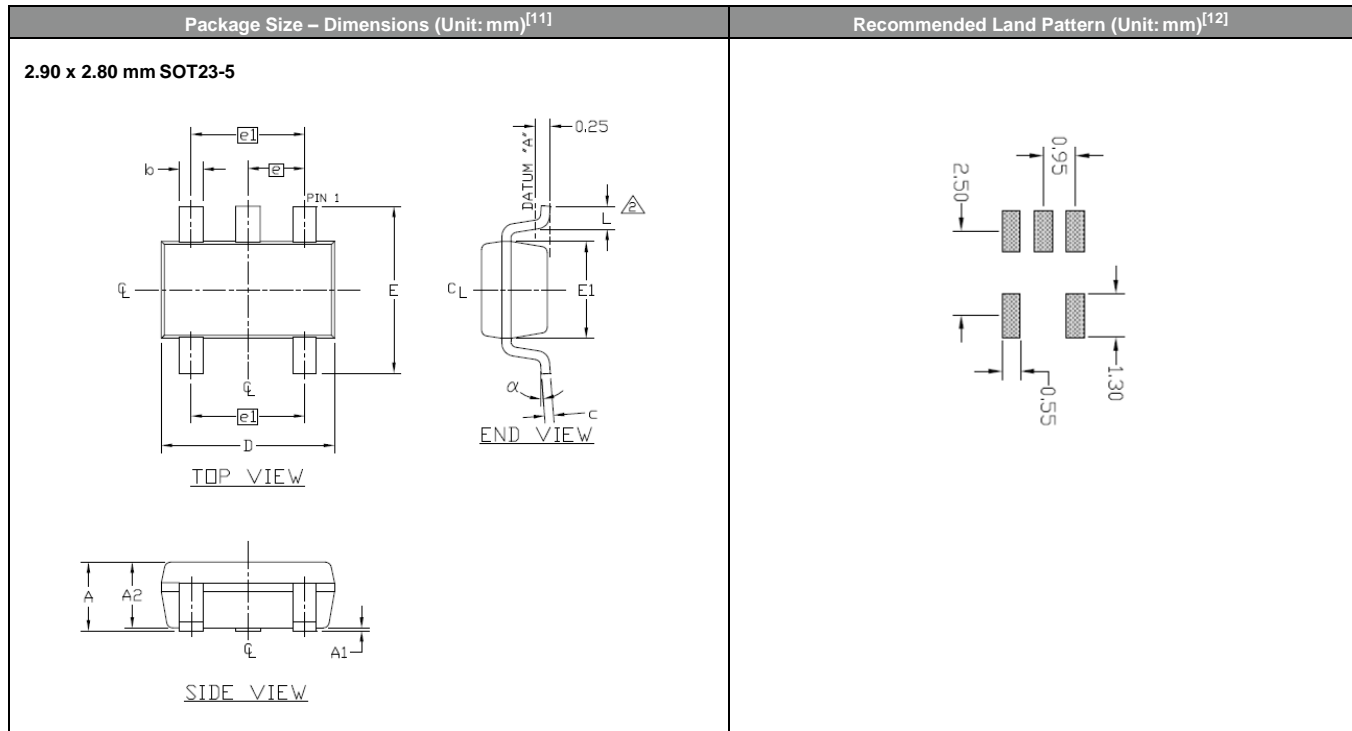 Package Size – Dimensions (Unit: mm)[11]
Recommended Land Pattern (Unit: mm)[12]
2.90 x 2.80 mm SOT23-5
e1
b
e
PIN 1
E
℄
℄
e1
D
TOP VIEW
0.25
DATUM "A"
L
2
CL
E1
α
c
END VIEW
A
A2
℄
A1
SIDE VIEW
0.95
2.50
1.30
0.55